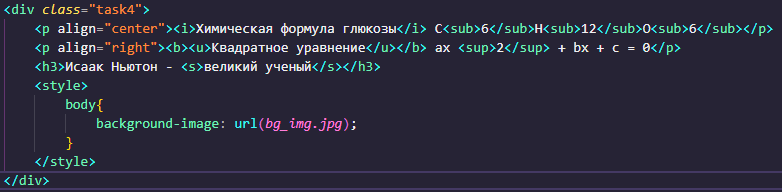 <div class="task4">
<p align="center"><i>Химическая формула глюкозы</i> C<sub>6</sub>H<sub>12</sub>O<sub>6</sub></p>
<p align="right"><b><u>Квадратное уравнение</u></b> ax <sup>2</sup> + bx + c = 0</p>
<h3>Исаак Ньютон - <s>великий ученый</s></h3>
<style>
body{
background-image: url(bg_img.jpg);
}
</style>
</div>